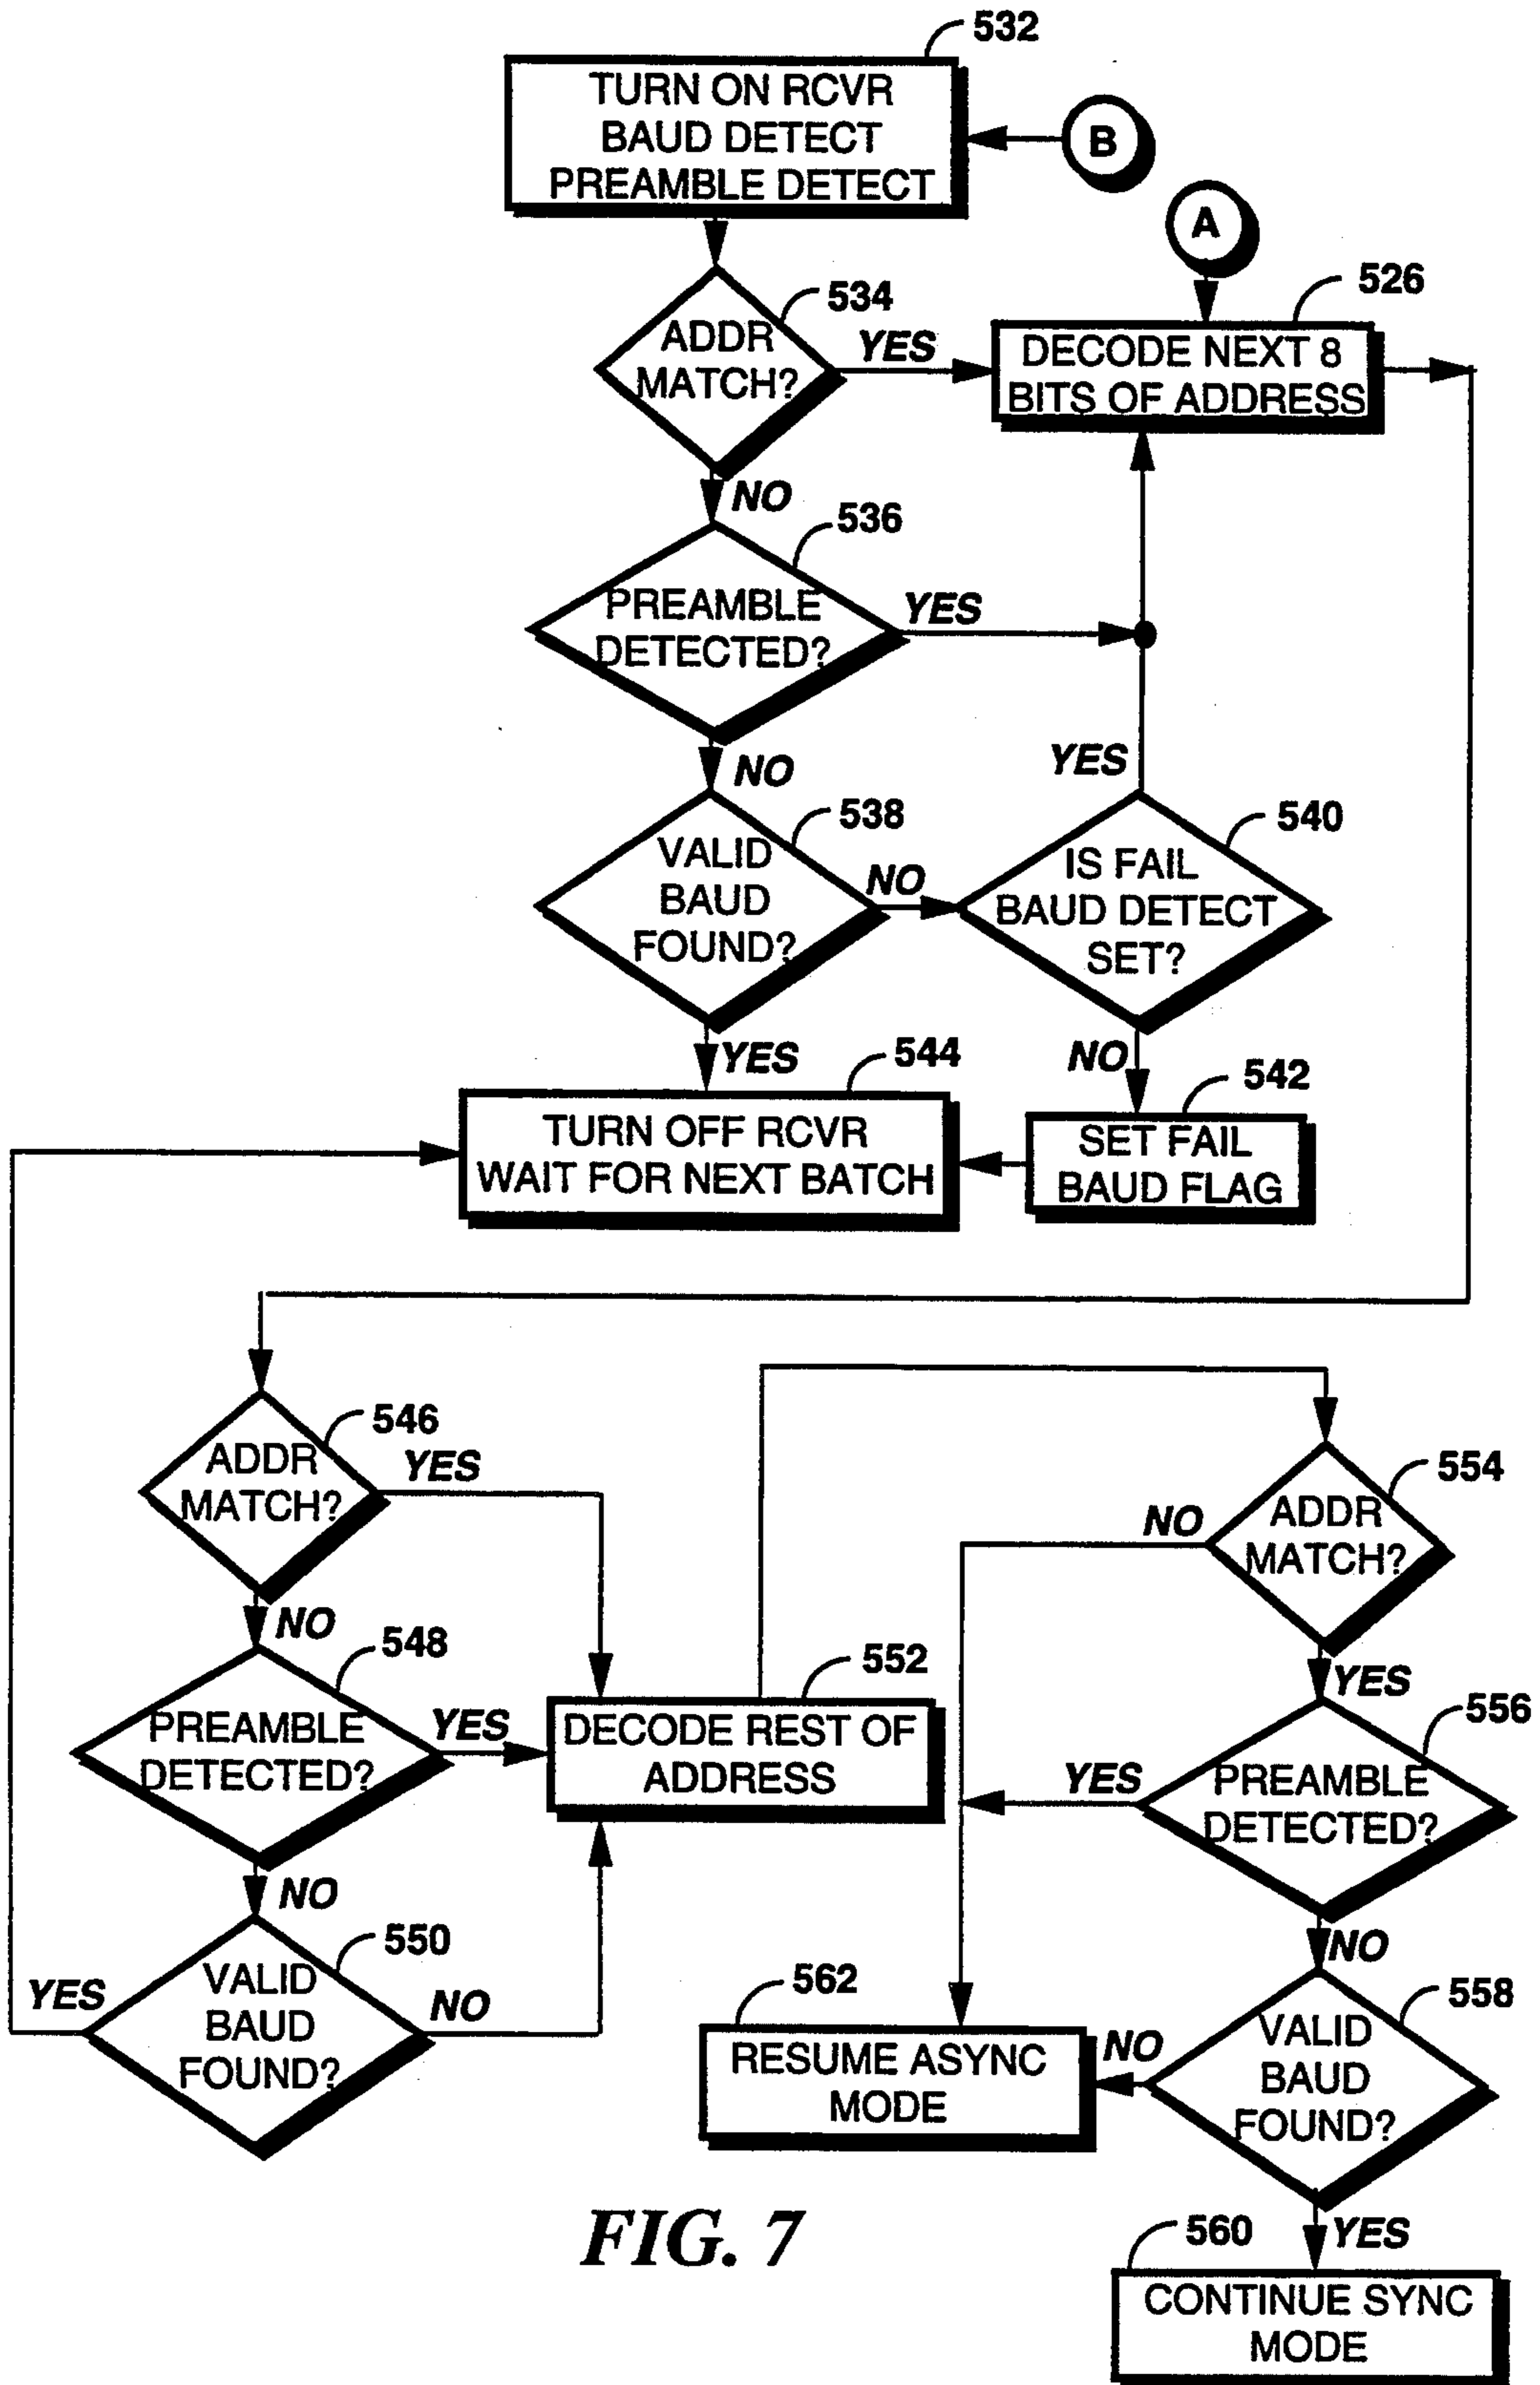 532
TURN ON RCVR
BAUD DETECT
PREAMBLE DETECT
B
A
534
ADDR
MATCH?
YES
526
DECODE NEXT 8
BITS OF ADDRESS
NO
536
PREAMBLE
DETECTED?
YES
NO
538
VALID
BAUD
FOUND?
NO
YES
540
IS FAIL
BAUD DETECT
SET?
YES
544
TURN OFF RCVR
WAIT FOR NEXT BATCH
NO
542
SET FAIL
BAUD FLAG
546
ADDR
MATCH?
YES
NO
548
PREAMBLE
DETECTED?
YES
552
DECODE REST OF
ADDRESS
NO
550
VALID
BAUD
FOUND?
YES
NO
554
ADDR
MATCH?
NO
YES
556
PREAMBLE
DETECTED?
YES
NO
558
VALID
BAUD
FOUND?
NO
562
RESUME ASYNC
MODE
YES
560
CONTINUE SYNC
MODE
FIG. 7